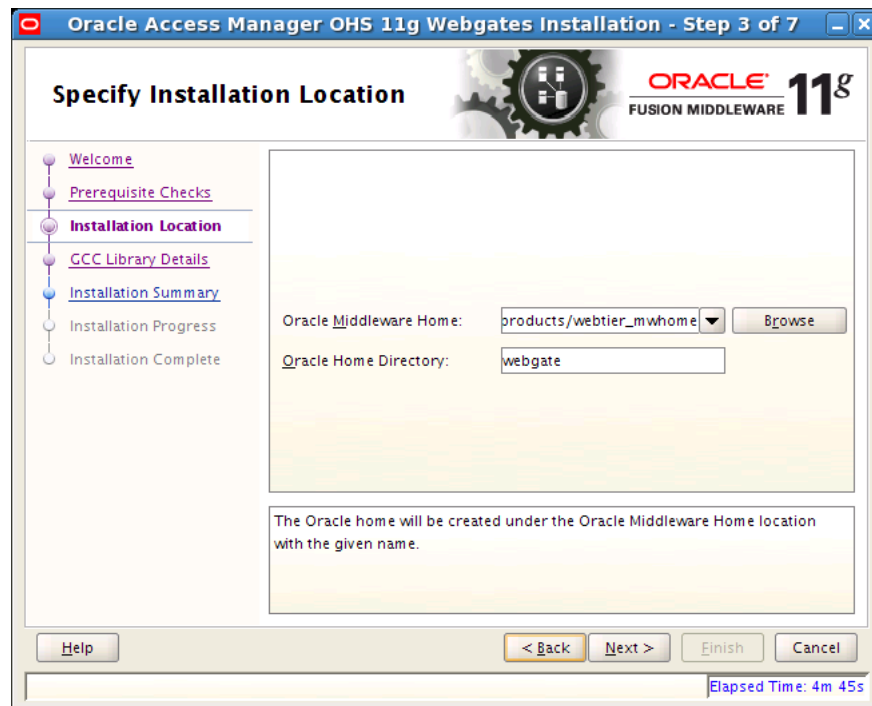 Oracle Access Manager OHS 11g Webgates Installation - Step 3 of 7
Specify Installation Location
ORACLE
FUSION MIDDLEWARE 11g
Welcome
Prerequisite Checks
Installation Location
GCC Library Details
Installation Summary
Installation Progress
Installation Complete
Oracle Middleware Home: products/webtier_mwhome Browse
Oracle Home Directory: webgate
The Oracle home will be created under the Oracle Middleware Home location
with the given name.
Help < Back Next > Finish Cancel
Elapsed Time: 4m 45s